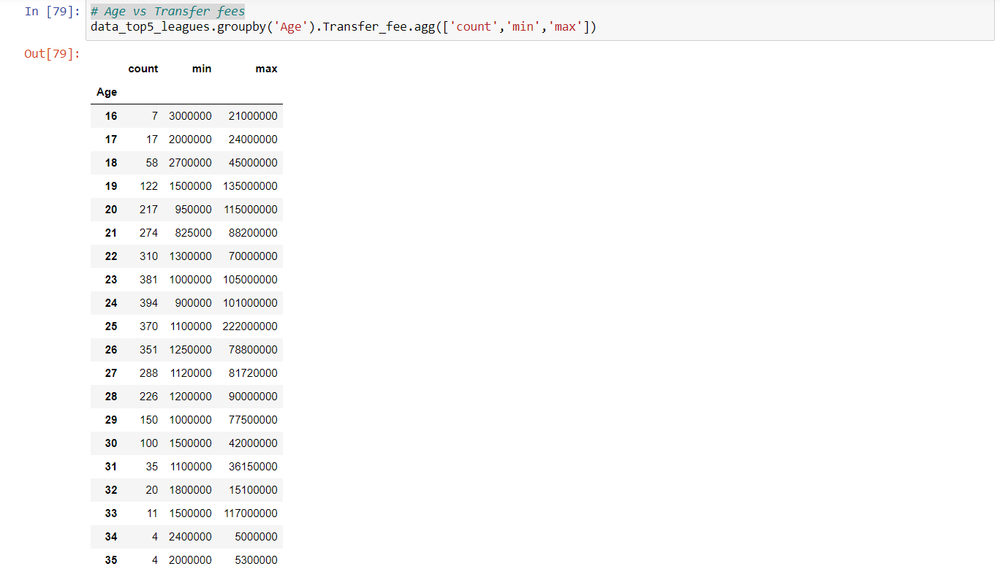 In [79]: # Age vs Transfer fees
data_top5_leagues.groupby('Age').Transfer_fee.agg(['count','min','max'])
Out[79]:
count min max
Age
16 7 3000000 21000000
17 17 2000000 24000000
18 58 2700000 45000000
19 122 1500000 135000000
20 217 950000 115000000
21 274 825000 88200000
22 310 1300000 70000000
23 381 1000000 105000000
24 394 900000 101000000
25 370 1100000 222000000
26 351 1250000 78800000
27 288 1120000 81720000
28 226 1200000 90000000
29 150 1000000 77500000
30 100 1500000 42000000
31 35 1100000 36150000
32 20 1800000 15100000
33 11 1500000 117000000
34 4 2400000 5000000
35 4 2000000 5300000